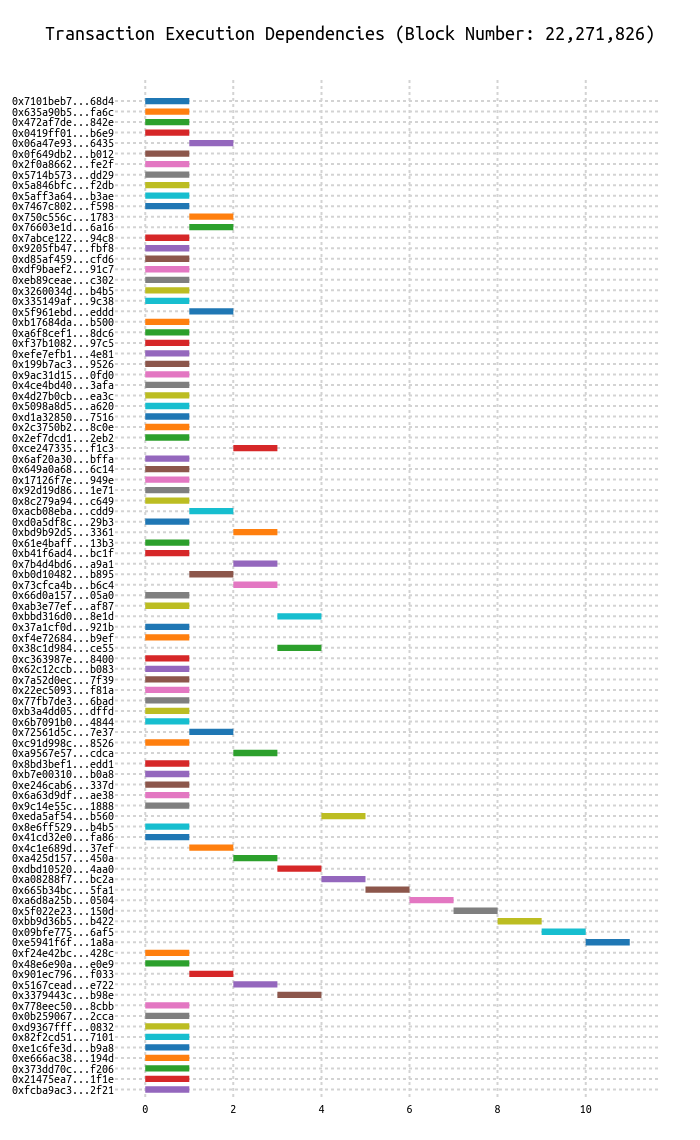 Transaction Execution Dependencies (Block Number: 22,271,826)
0x7101beb7...68d4
0x635a90b5...fa6c
0x472af7de...842e
0x0419ff01...b6e9
0x06a47e93...6435
0x0f649db2...b012
0x2f0a8662...fe2f
0x5714b573...dd29
0x5a846bfc...f2db
0x5aff3a64...b3ae
0x7467c802...f598
0x750c556c...1783
0x76603e1d...6a16
0x7abce122...94c8
0x9205fb47...fbf8
0xd85af459...cfd6
0xdf9baef2...91c7
0xeb89ceae...c302
0x3260034d...b4b5
0x335149af...9c38
0x5f961ebd...eddd
0xb17684da...b500
0xa6f8cef1...8dc6
0xf37b1082...97c5
0xefe7efb1...4e81
0x199b7ac3...9526
0x9ac31d15...0fd0
0x4ce4bd40...3afa
0x4d27b0cb...ea3c
0x5098a8d5...a620
0xd1a32850...7516
0x2c3750b2...8c0e
0x2ef7dcd1...2eb2
0xce247335...f1c3
0x6af20a30...bffa
0x649a0a68...6c14
0x17126f7e...949e
0x92d19d86...1e71
0x8c279a94...c649
0xacb08eba...cdd9
0xd0a5df8c...29b3
0xbd9b92d5...3361
0x61e4baff...13b3
0xb41f6ad4...bc1f
0x7b4d4bd6...a9a1
0xb0d10482...b895
0x73cfca4b...b6c4
0x66d0a157...05a0
0xab3e77ef...af87
0xbbd316d0...8e1d
0x37a1cf0d...921b
0xf4e72684...b9ef
0x38c1d984...ce55
0xc363987e...8400
0x62c12ccb...b083
0x7a52d0ec...7f39
0x22ec5093...f81a
0x77fb7de3...6bad
0xb3a4dd05...dffd
0x6b7091b0...4844
0x72561d5c...7e37
0xc91d998c...8526
0xa9567e57...cdca
0x8bd3bef1...edd1
0xb7e00310...b0a8
0xe246cab6...337d
0x6a63d9df...ae38
0x9c14e55c...1888
0xeda5af54...b560
0x8e6ff529...b4b5
0x41cd32e0...fa86
0x4c1e689d...37ef
0xa425d157...450a
0xdbd10520...4aa0
0xa08288f7...bc2a
0x665b34bc...5fa1
0xa6d8a25b...0504
0x5f022e23...150d
0xbb9d36b5...b422
0x09bfe775...6af5
0xe5941f6f...1a8a
0xf24e42bc...428c
0x48e6e90a...e0e9
0x901ec796...f033
0x5167cead...e722
0x3379443c...b98e
0x778eec50...8cbb
0x0b259067...2cca
0xd9367fff...0832
0x82f2cd51...7101
0xe1c6fe3d...b9a8
0xe666ac38...194d
0x373dd70c...f206
0x21475ea7...1f1e
0xfcba9ac3...2f21
0 2 4 6 8 10